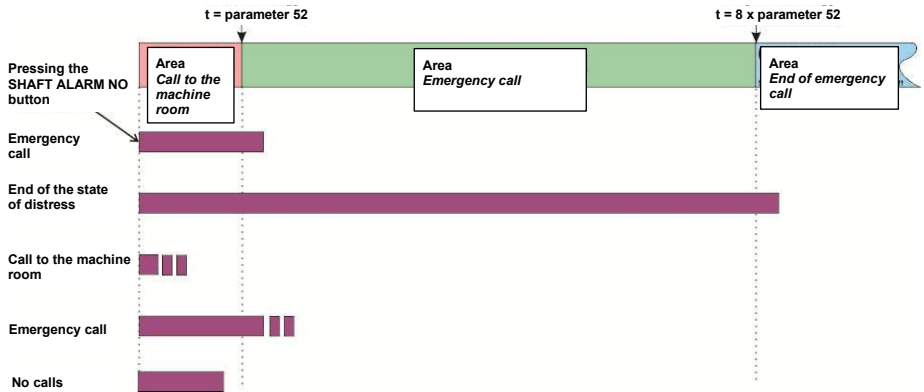 t = parameter 52
t = 8 x parameter 52
Pressing the
SHAFT ALARM NO
button
Area
Call to the
machine
room
Area
Emergency call
Area
End of emergency
call
Emergency
call
End of the state
of distress
Call to the machine
room
Emergency call
No calls